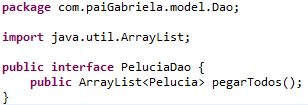 package com.paiGabriela.model.Dao;
import java.util.ArrayList;
public interface PeluciaDao {
public ArrayList<Pelucia> pegarTodos();
}